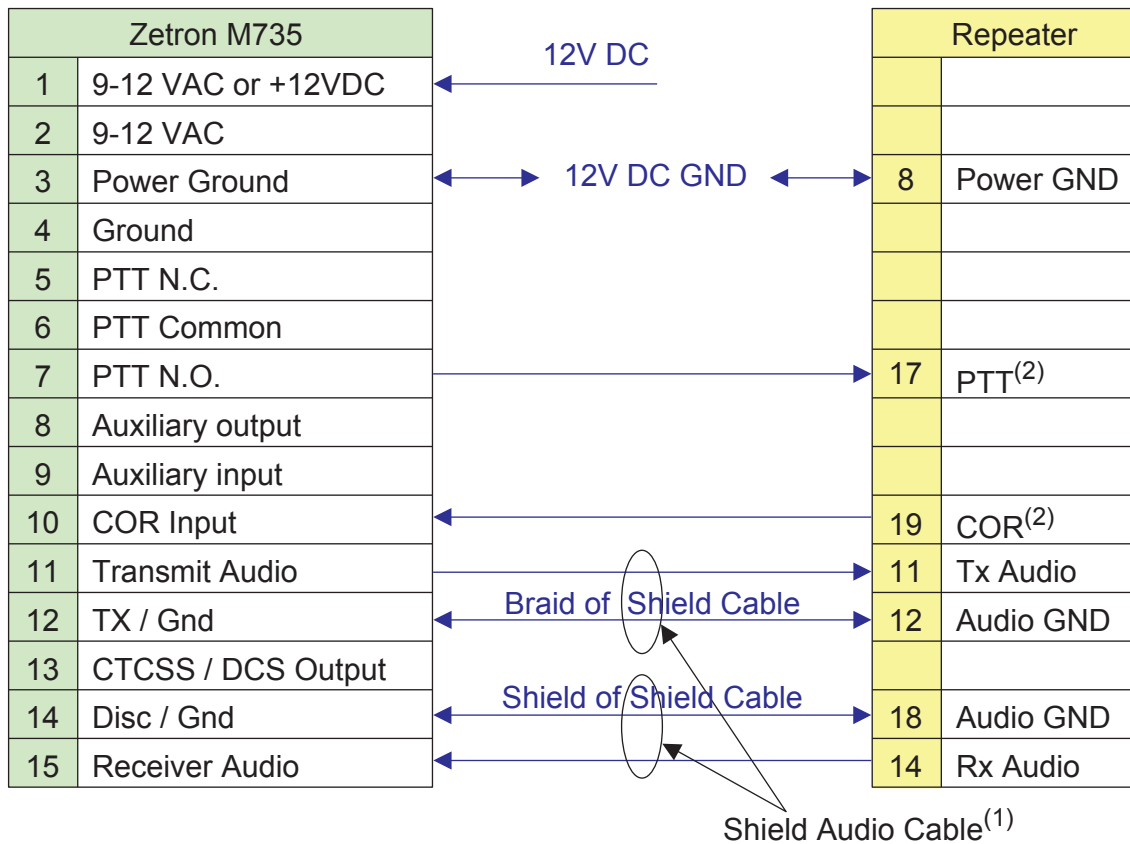 Zetron M735 12V DC Repeater
1 9-12 VAC or +12VDC
2 9-12 VAC
3 Power Ground 12V DC GND 8 Power GND
4 Ground
5 PTT N.C.
6 PTT Common
7 PTT N.O. 17 PTT(2)
8 Auxiliary output
9 Auxiliary input
10 COR Input 19 COR(2)
11 Transmit Audio 11 Tx Audio
12 TX / Gnd Braid of Shield Cable 12 Audio GND
13 CTCSS / DCS Output
14 Disc / Gnd Shield of Shield Cable 18 Audio GND
15 Receiver Audio 14 Rx Audio
Shield Audio Cable(1)